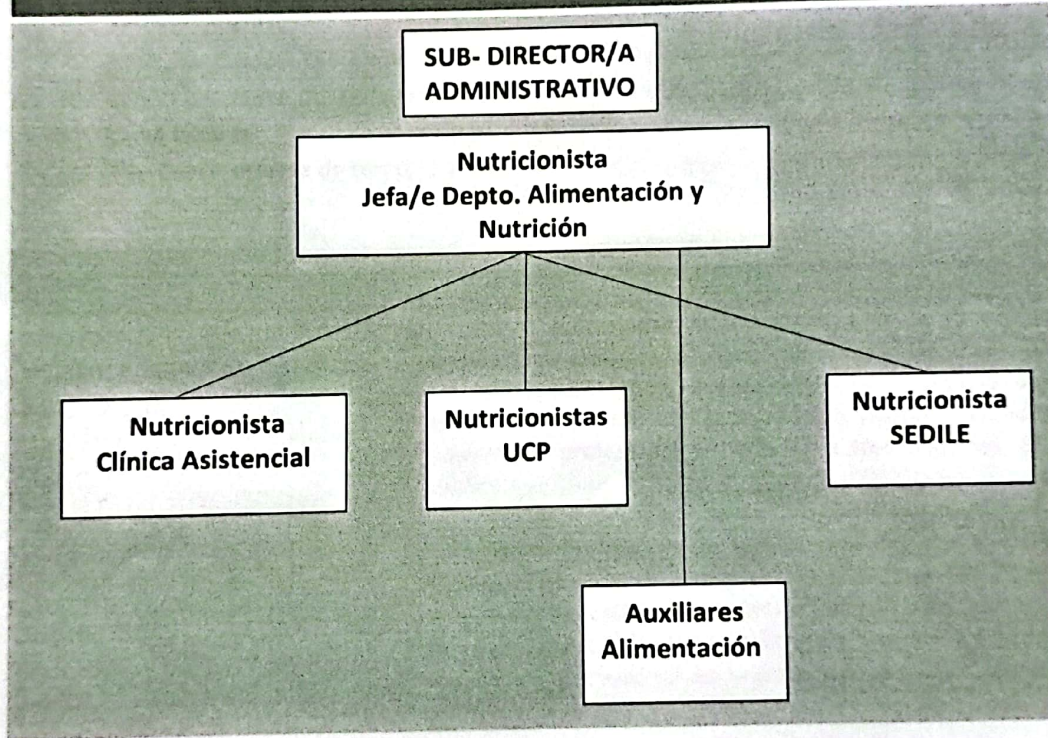 SUB- DIRECTOR/A
ADMINISTRATIVO
Nutricionista
Jefa/e Depto. Alimentación y
Nutrición
Nutricionista
Clínica Asistencial
Nutricionistas
UCP
Nutricionista
SEDILE
Auxiliares
Alimentación